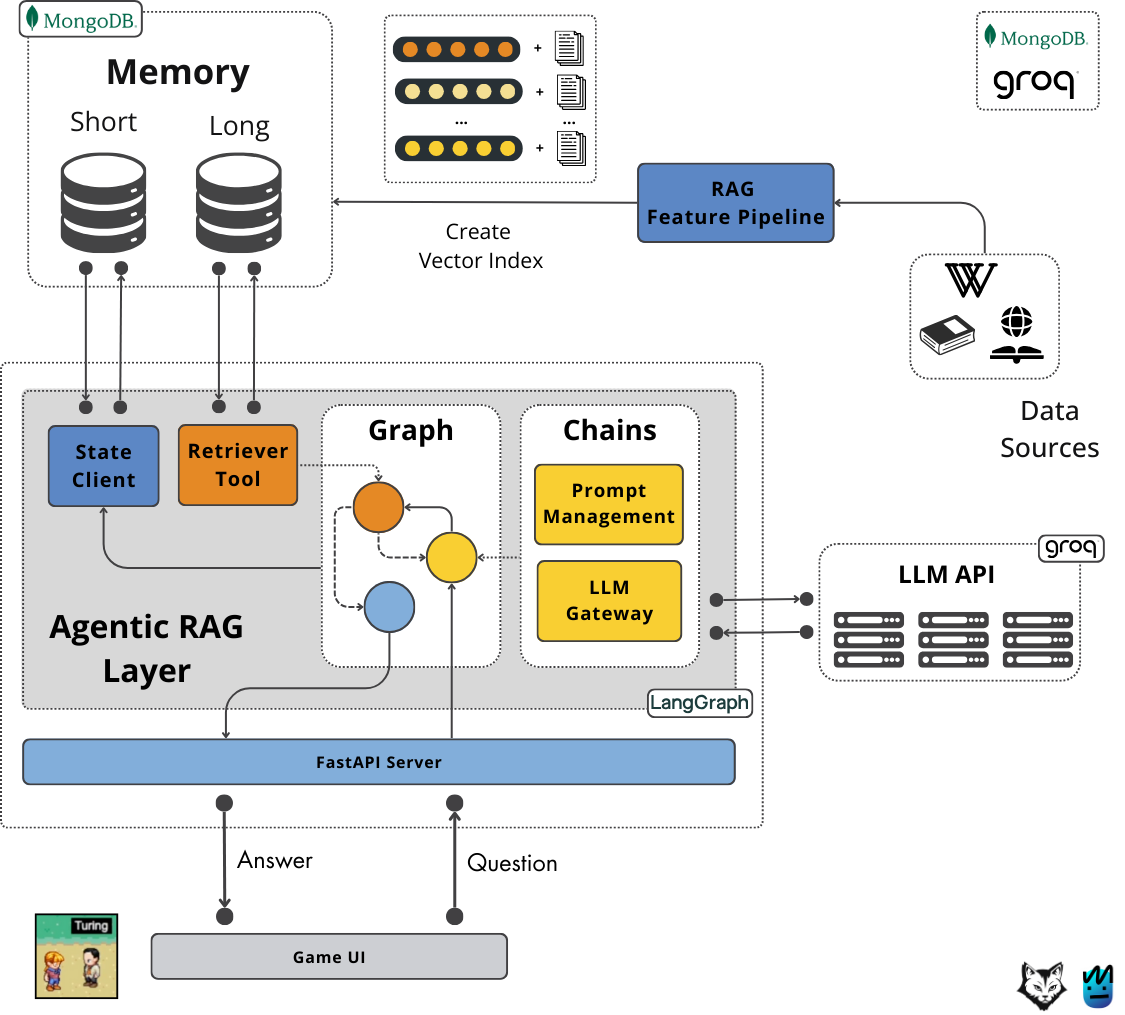 MongoDB.
Memory
Short
Long
+
+
... ...
+
MongoDB.
groq
RAG
Feature Pipeline
Create
Vector Index
W
Data
Sources
State
Client
Retriever
Tool
Graph
Chains
Prompt
Management
LLM
Gateway
groq
LLM API
Agentic RAG
Layer
LangGraph
FastAPI Server
Answer
Question
Turing
Game UI